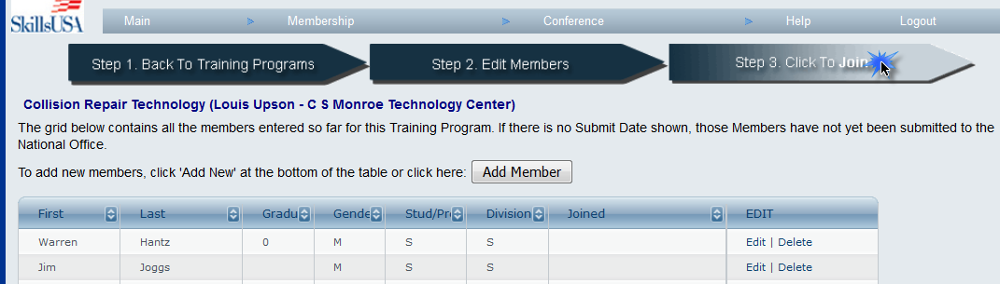 SkillsUSA
Main Membership Conference Help Logout
Step 1. Back To Training Programs Step 2. Edit Members Step 3. Click To Join
Collision Repair Technology (Louis Upson - C S Monroe Technology Center)
The grid below contains all the members entered so far for this Training Program. If there is no Submit Date shown, those Members have not yet been submitted to the
National Office.
To add new members, click 'Add New' at the bottom of the table or click here: Add Member
First Last Gradu Gende Stud/Pr Division Joined EDIT
Warren Hantz 0 M S S Edit | Delete
Jim Joggs M S S Edit | Delete